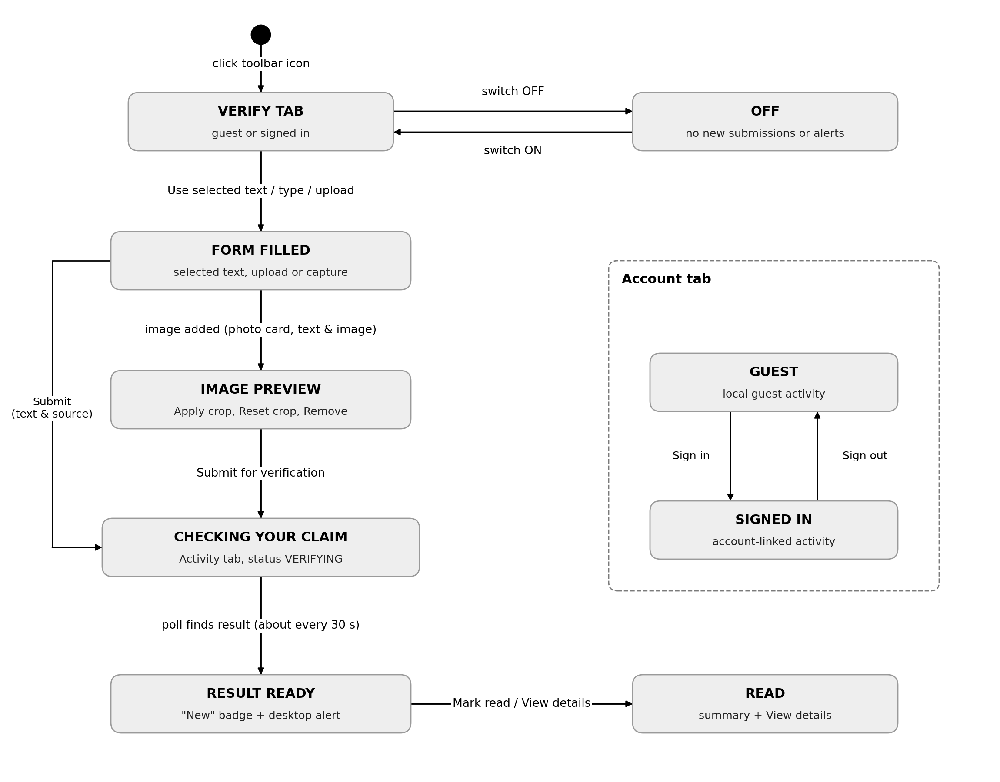 click toolbar icon
VERIFY TAB
guest or signed in
switch OFF
switch ON
OFF
no new submissions or alerts
Use selected text / type / upload
FORM FILLED
selected text, upload or capture
image added (photo card, text & image)
IMAGE PREVIEW
Apply crop, Reset crop, Remove
Submit
(text & source)
Submit for verification
CHECKING YOUR CLAIM
Activity tab, status VERIFYING
poll finds result (about every 30 s)
RESULT READY
"New" badge + desktop alert
Mark read / View details
READ
summary + View details
Account tab
GUEST
local guest activity
Sign in
Sign out
SIGNED IN
account-linked activity